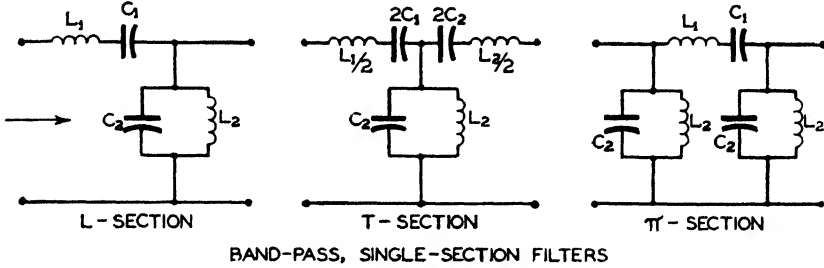 L1 C1
C2 L2
L-SECTION
2C1 2C2
L1/2 L2/2
C2 L2
T-SECTION
L1 C1
C2 L2 C2 L2
π-SECTION
BAND-PASS, SINGLE-SECTION FILTERS